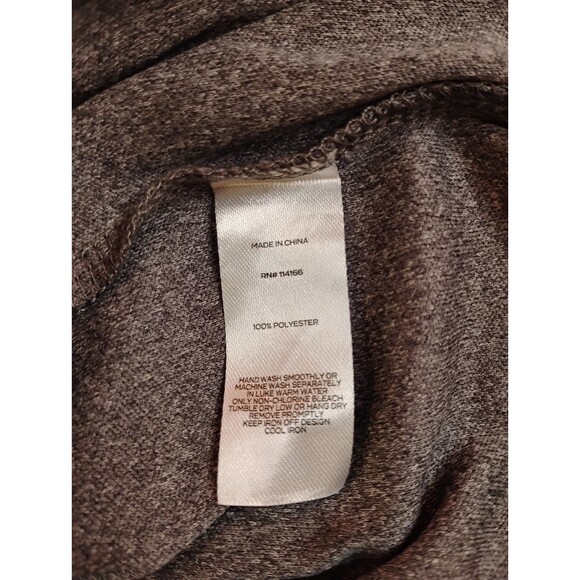 MADE IN CHINA
RN# 114166
100% POLYESTER
HAND WASH SMOOTHLY OR
MACHINE WASH SEPARATELY
IN LUKE WARM WATER
ONLY NON-CHLORINE BLEACH
TUMBLE DRY LOW OR HANG DRY
REMOVE PROMPTLY
KEEP IRON OFF DESIGN
COOL IRON